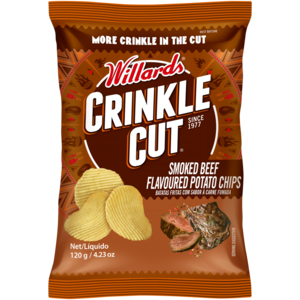 MORE CRINKLE IN THE CUT
Willards
CRINKLE
CUT
SINCE
1977
SMOKED BEEF
FLAVOURED POTATO CHIPS
BATATAS FRITAS COM SABOR A CARNE FUMADA
Net/Líquido
120 g / 4.23 oz